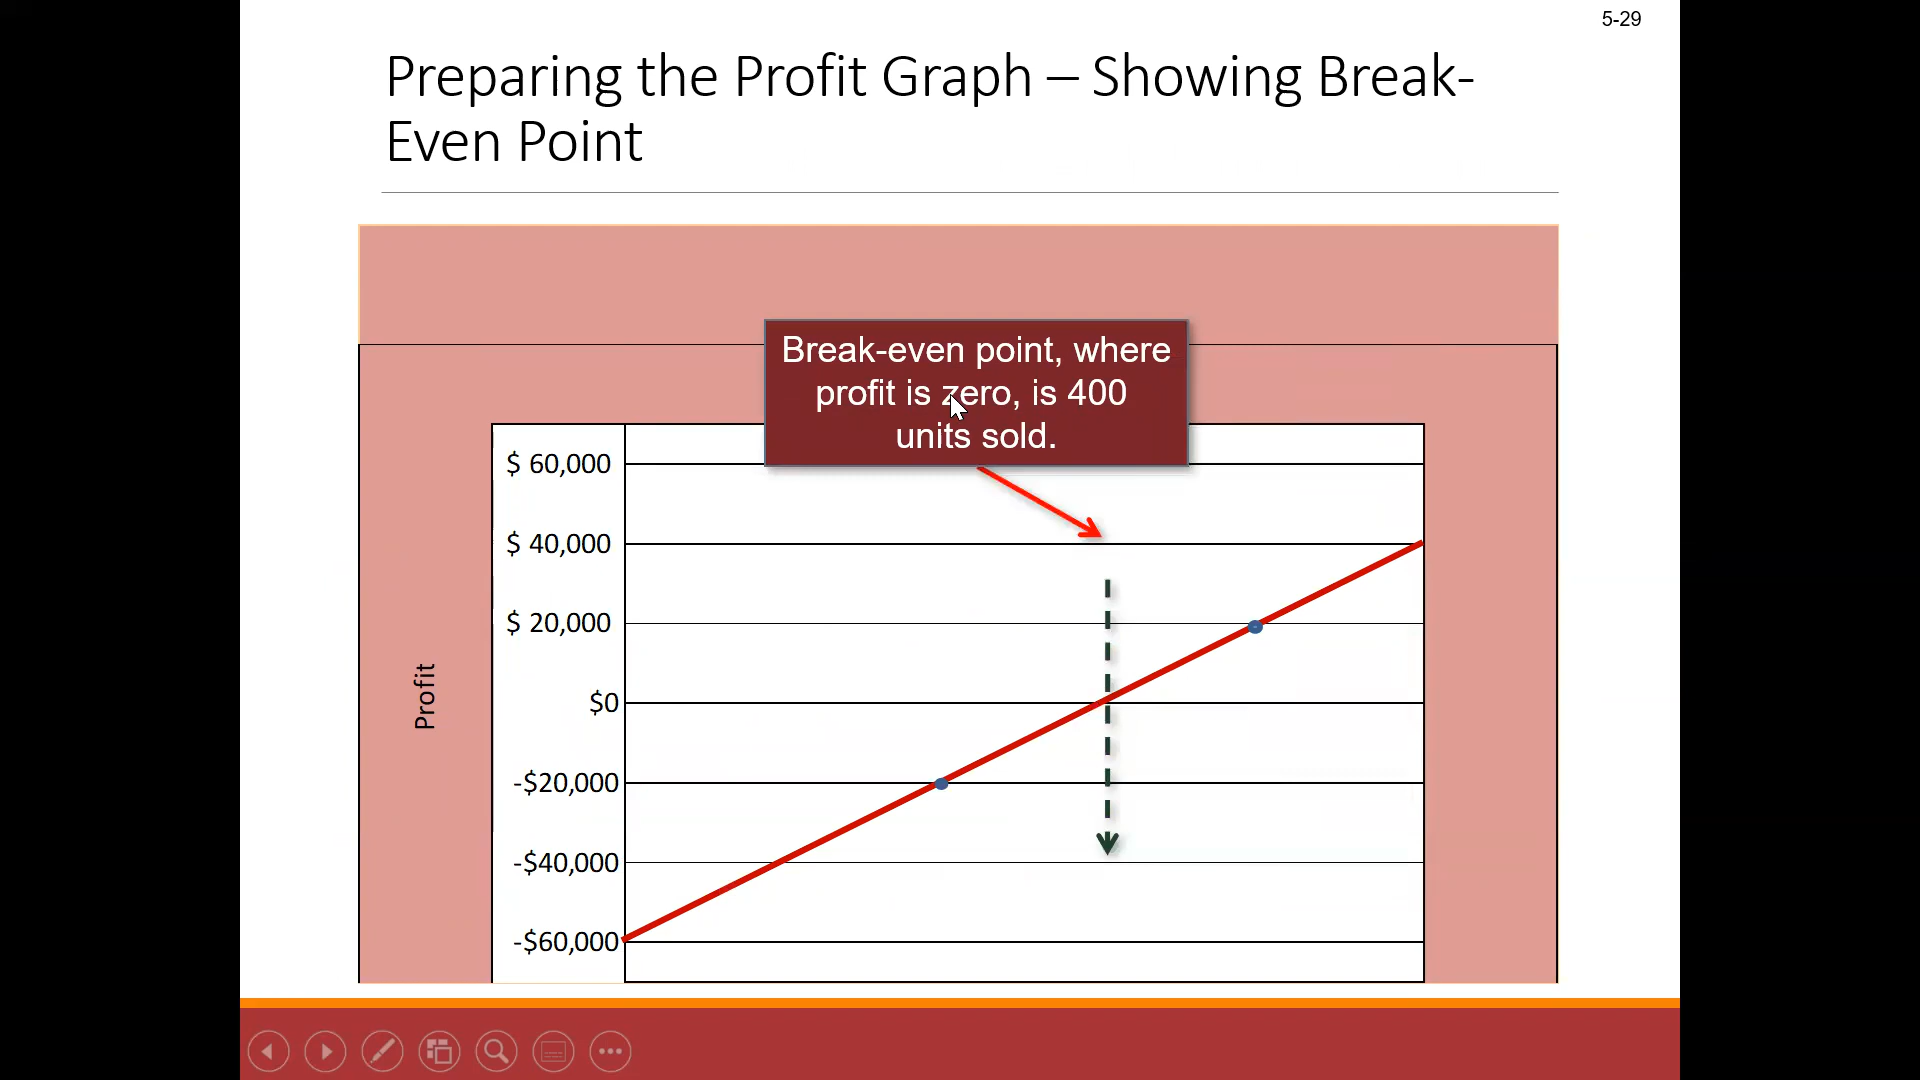 5-29
Preparing the Profit Graph – Showing Break-
Even Point
Break-even point, where
profit is zero, is 400
units sold.
$ 60,000
$ 40,000
$ 20,000
$0
-$20,000
-$40,000
-$60,000
Profit